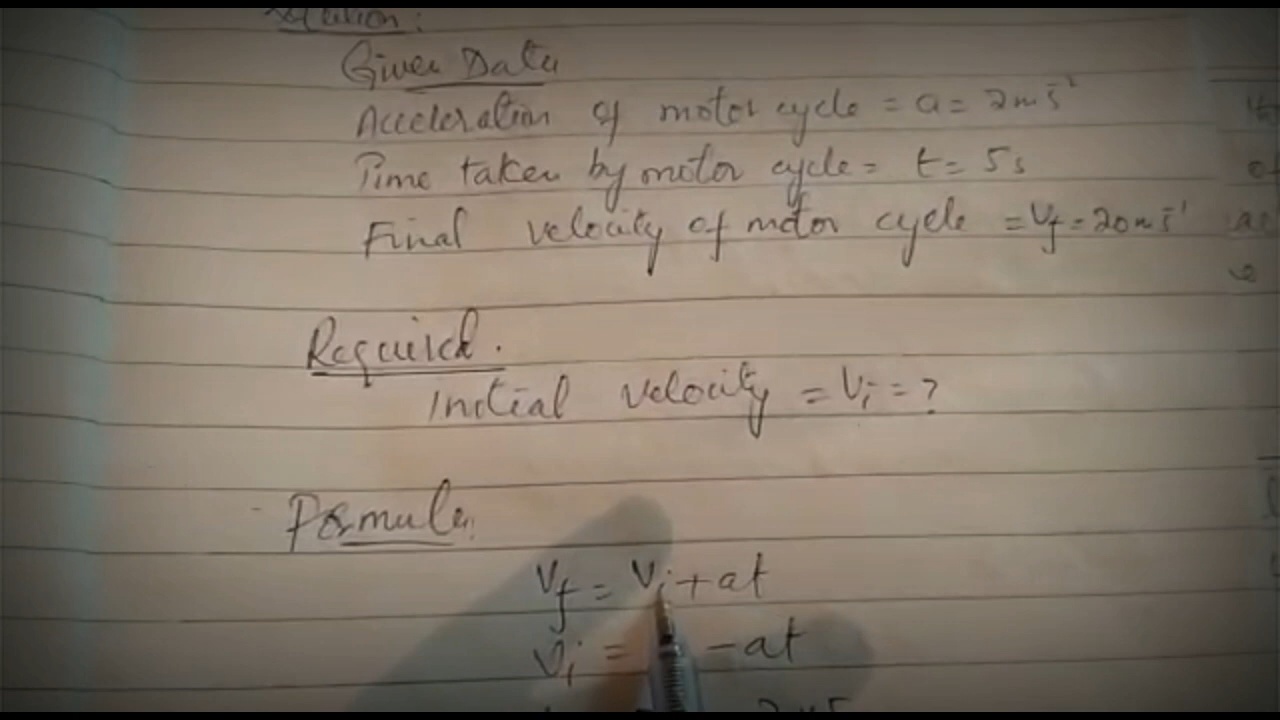 Solution:
Given Data
Acceleration of motor cycle = a = 2ms⁻¹
Time taken by motor cycle = t = 5s
Final velocity of motor cycle = Vf = 20ms⁻¹
Required.
Initial velocity = Vi = ?
Formula:
Vf = Vi + at
Vi = - at